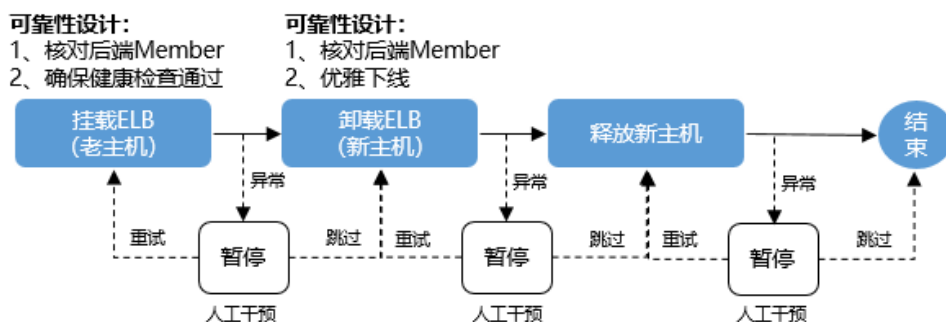 可靠性设计：
1、核对后端Member
2、确保健康检查通过
可靠性设计：
1、核对后端Member
2、优雅下线
挂载ELB
（老主机）
卸载ELB
（新主机）
释放新主机
结
束
异常
异常
异常
重试
暂停
跳过
重试
暂停
跳过
重试
暂停
跳过
人工干预
人工干预
人工干预